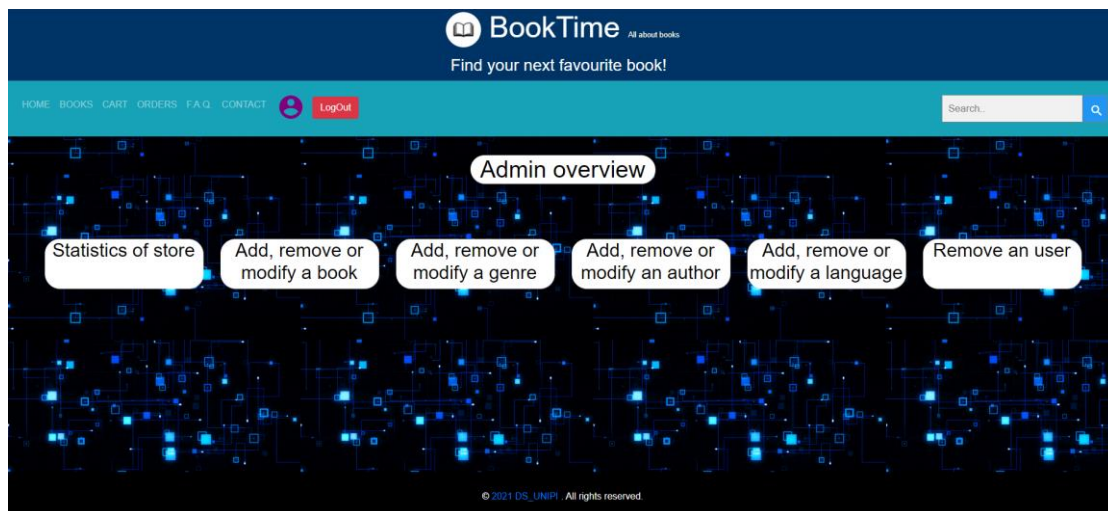 BookTime All about books
Find your next favourite book!
HOME BOOKS CART ORDERS F.A.Q. CONTACT LogOut Search..
Admin overview
Statistics of store
Add, remove or
modify a book
Add, remove or
modify a genre
Add, remove or
modify an author
Add, remove or
modify a language
Remove an user
© 2021 DS_UNIPI . All rights reserved.